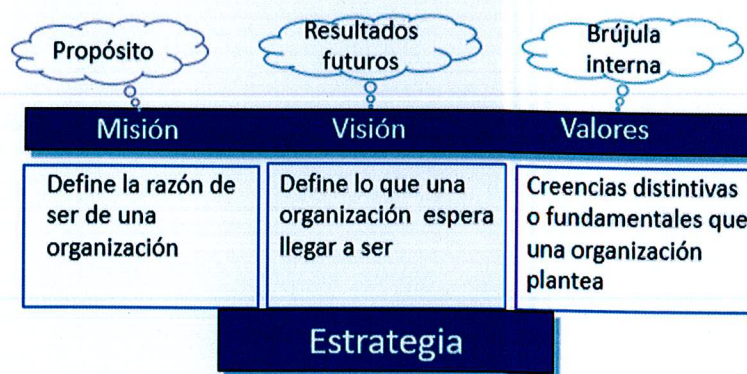 Propósito
Resultados
futuros
Brújula
interna
Misión
Visión
Valores
Define la razón de
ser de una
organización
Define lo que una
organización espera
llegar a ser
Creencias distintivas
o fundamentales que
una organización
plantea
Estrategia